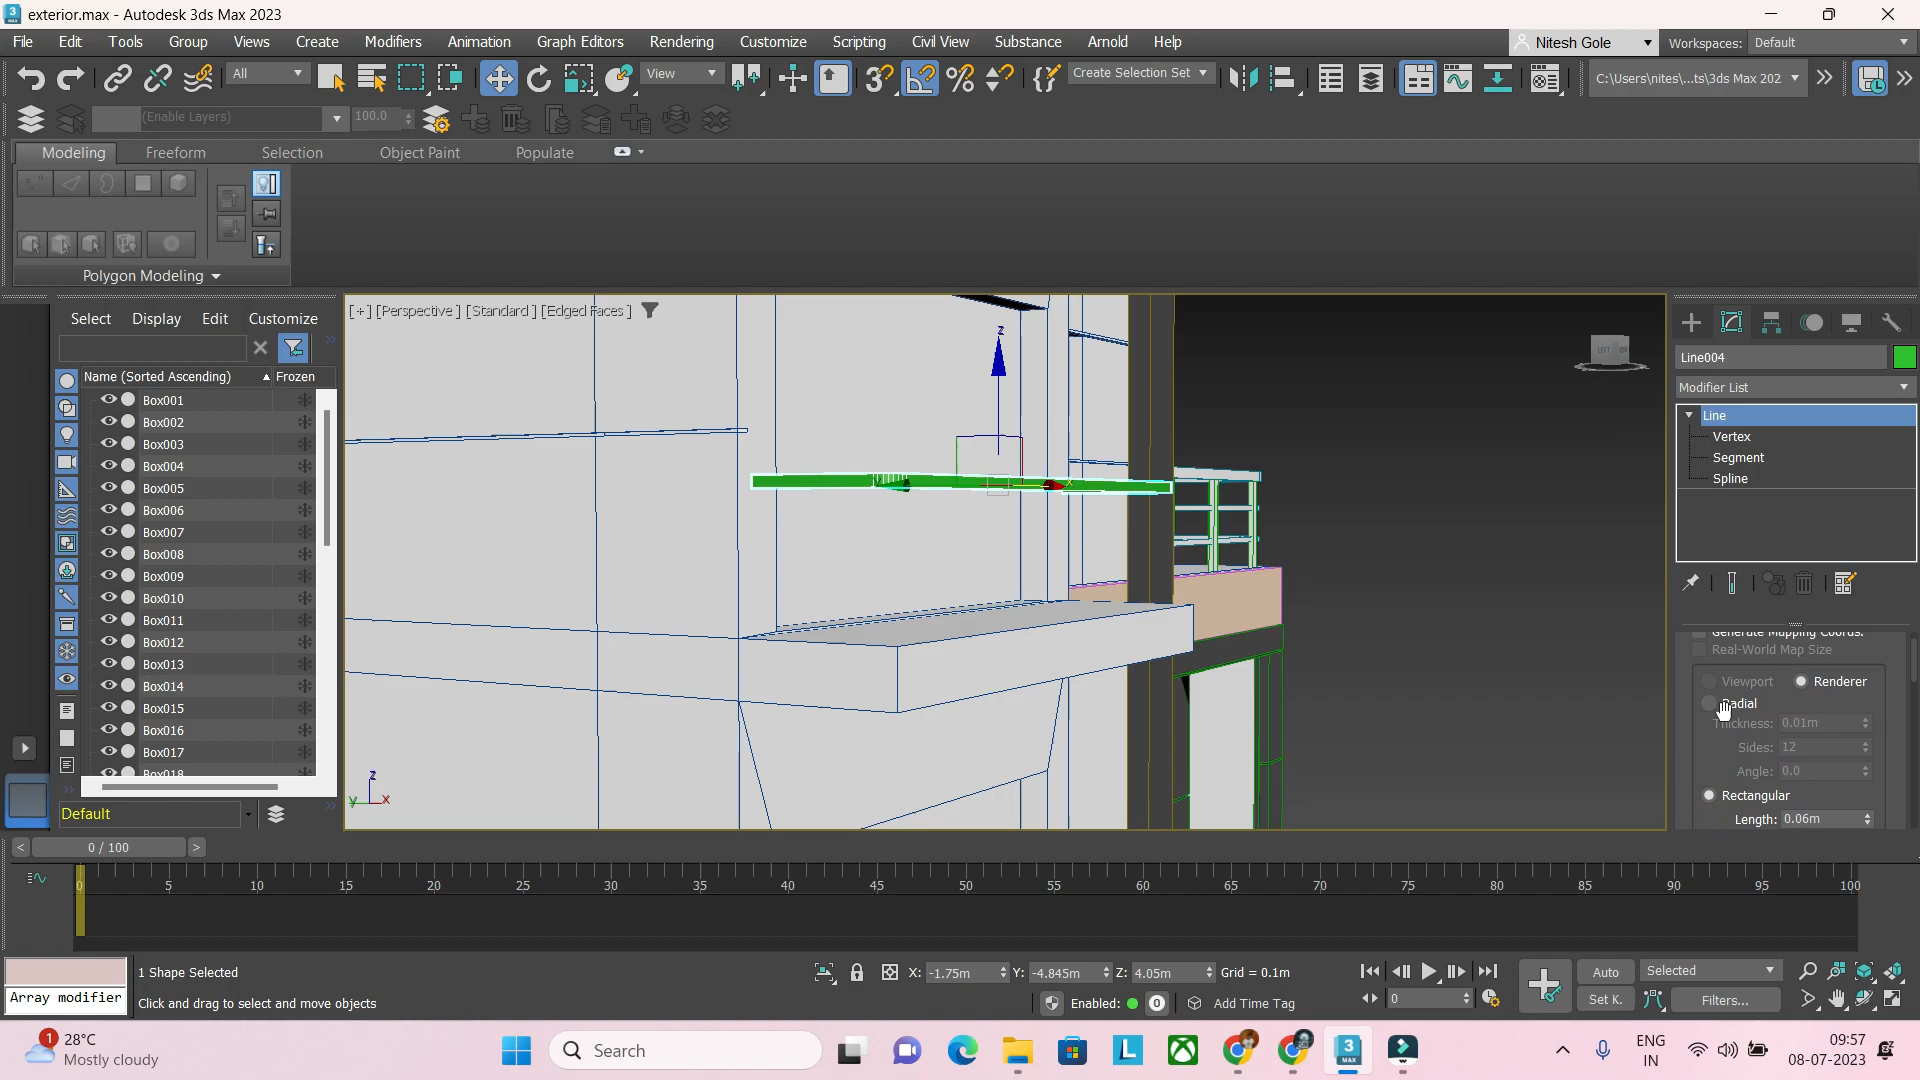 exterior.max - Autodesk 3ds Max 2023
File Edit Tools Group Views Create Modifiers Animation Graph Editors Rendering Customize Scripting Civil View Substance Arnold Help Nitesh Gole Workspaces: Default
All View Create Selection Set C:\Users\nites\...ts\3ds Max 202
(Enable Layers) 100.0
Modeling Freeform Selection Object Paint Populate
Polygon Modeling
Select Display Edit Customize
[+] [Perspective] [Standard] [Edged Faces]
Name (Sorted Ascending) Frozen
Box001
Box002
Box003
Box004
Box005
Box006
Box007
Box008
Box009
Box010
Box011
Box012
Box013
Box014
Box015
Box016
Box017
Box018
Default
z
x
z
y x
LEFT
Line004
Modifier List
Line
Vertex
Segment
Spline
Generate Mapping Coords.
Real-World Map Size
Viewport Renderer
Radial
Thickness: 0.01m
Sides: 12
Angle: 0.0
Rectangular
Length: 0.06m
< 0 / 100 >
0 5 10 15 20 25 30 35 40 45 50 55 60 65 70 75 80 85 90 95 100
1 Shape Selected X: -1.75m Y: -4.845m Z: 4.05m Grid = 0.1m Auto Selected
Array modifier Click and drag to select and move objects Enabled: 0 Add Time Tag 0 Set K. Filters...
1 28°C
Mostly cloudy
Search
3
MAX
L
ENG
IN
09:57
08-07-2023